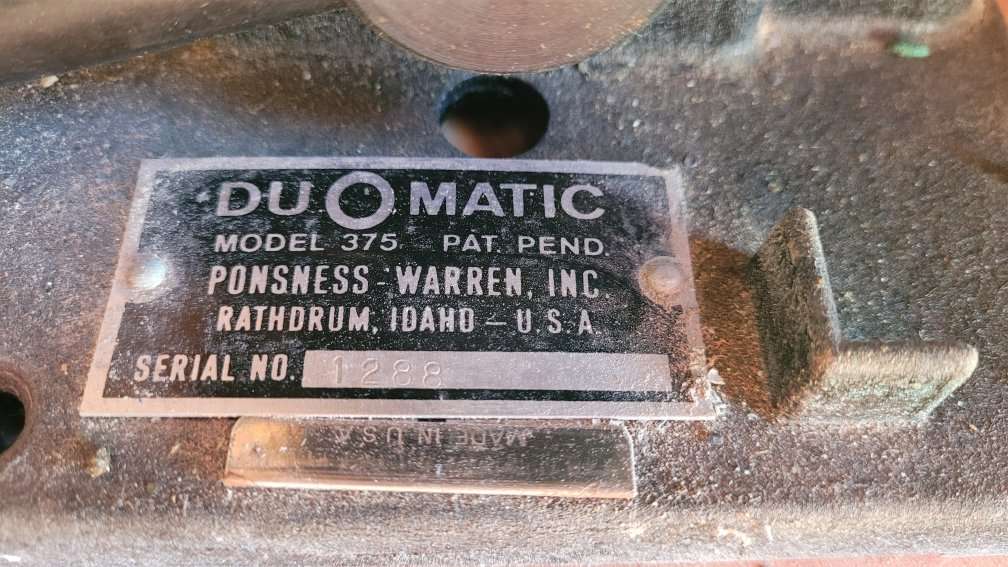 DU O MATIC
MODEL 375 PAT. PEND.
PONSNESS - WARREN, INC.
RATHDRUM, IDAHO - U.S.A.
SERIAL NO. 1288
MADE IN U.S.A.